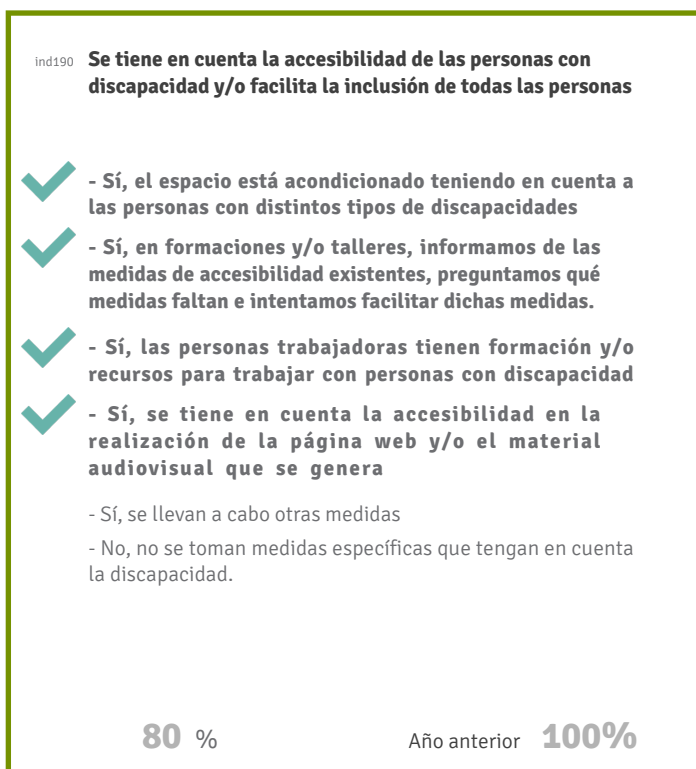 ind190 Se tiene en cuenta la accesibilidad de las personas con
discapacidad y/o facilita la inclusión de todas las personas
- Sí, el espacio está acondicionado teniendo en cuenta a
las personas con distintos tipos de discapacidades
- Sí, en formaciones y/o talleres, informamos de las
medidas de accesibilidad existentes, preguntamos qué
medidas faltan e intentamos facilitar dichas medidas.
- Sí, las personas trabajadoras tienen formación y/o
recursos para trabajar con personas con discapacidad
- Sí, se tiene en cuenta la accesibilidad en la
realización de la página web y/o el material
audiovisual que se genera
- Sí, se llevan a cabo otras medidas
- No, no se toman medidas específicas que tengan en cuenta
la discapacidad.
80 % Año anterior 100%